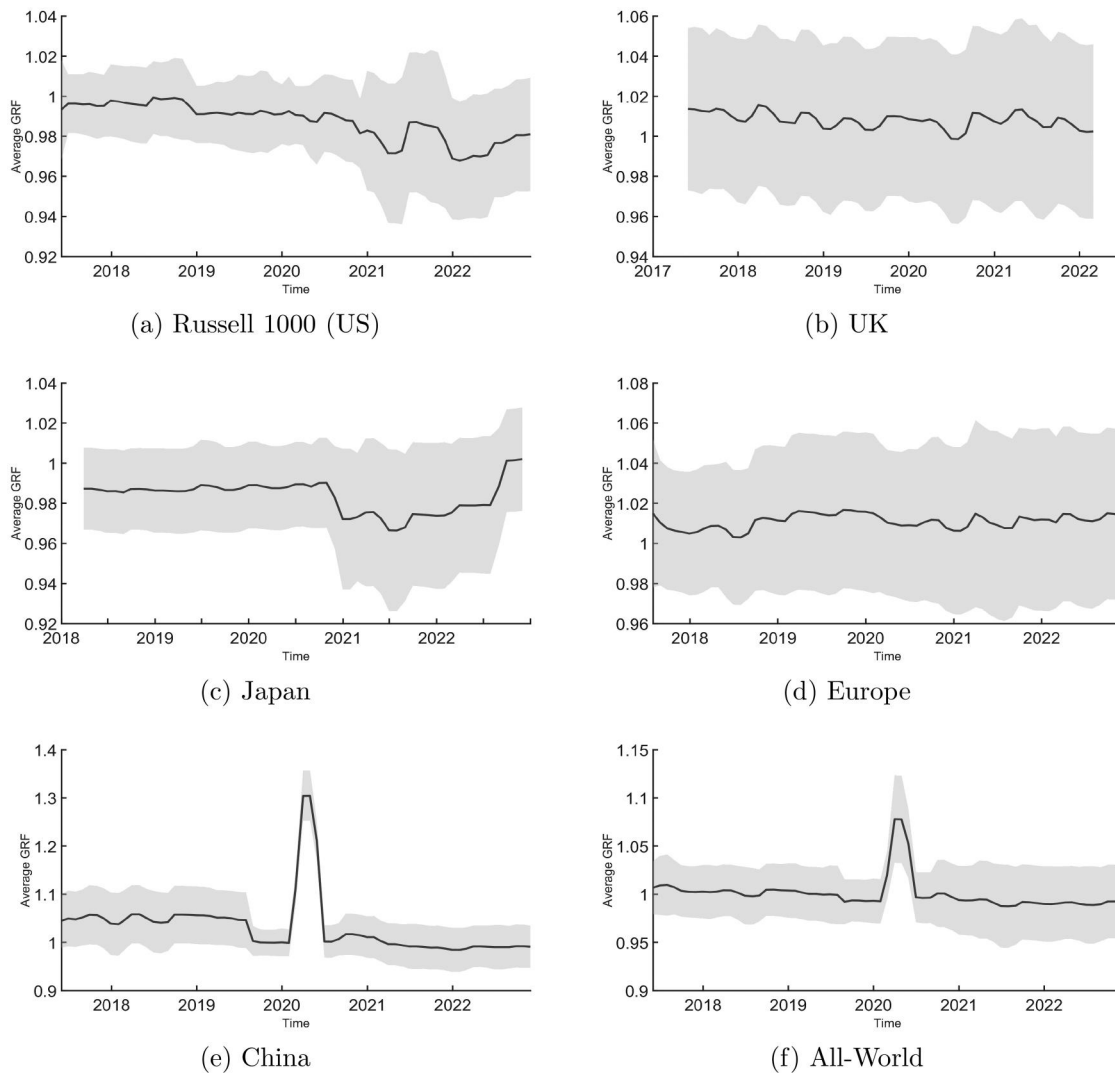 1.04
1.02
1
0.98
0.96
0.94
0.92
Average GRF
2018 2019 2020 2021 2022
Time
(a) Russell 1000 (US)
1.06
1.04
1.02
1
0.98
0.96
0.94
Average GRF
2017 2018 2019 2020 2021 2022
Time
(b) UK
1.04
1.02
1
0.98
0.96
0.94
0.92
Average GRF
2018 2019 2020 2021 2022
Time
(c) Japan
1.08
1.06
1.04
1.02
1
0.98
0.96
Average GRF
2018 2019 2020 2021 2022
Time
(d) Europe
1.4
1.3
1.2
1.1
1
0.9
Average GRF
2018 2019 2020 2021 2022
Time
(e) China
1.15
1.1
1.05
1
0.95
0.9
Average GRF
2018 2019 2020 2021 2022
Time
(f) All-World